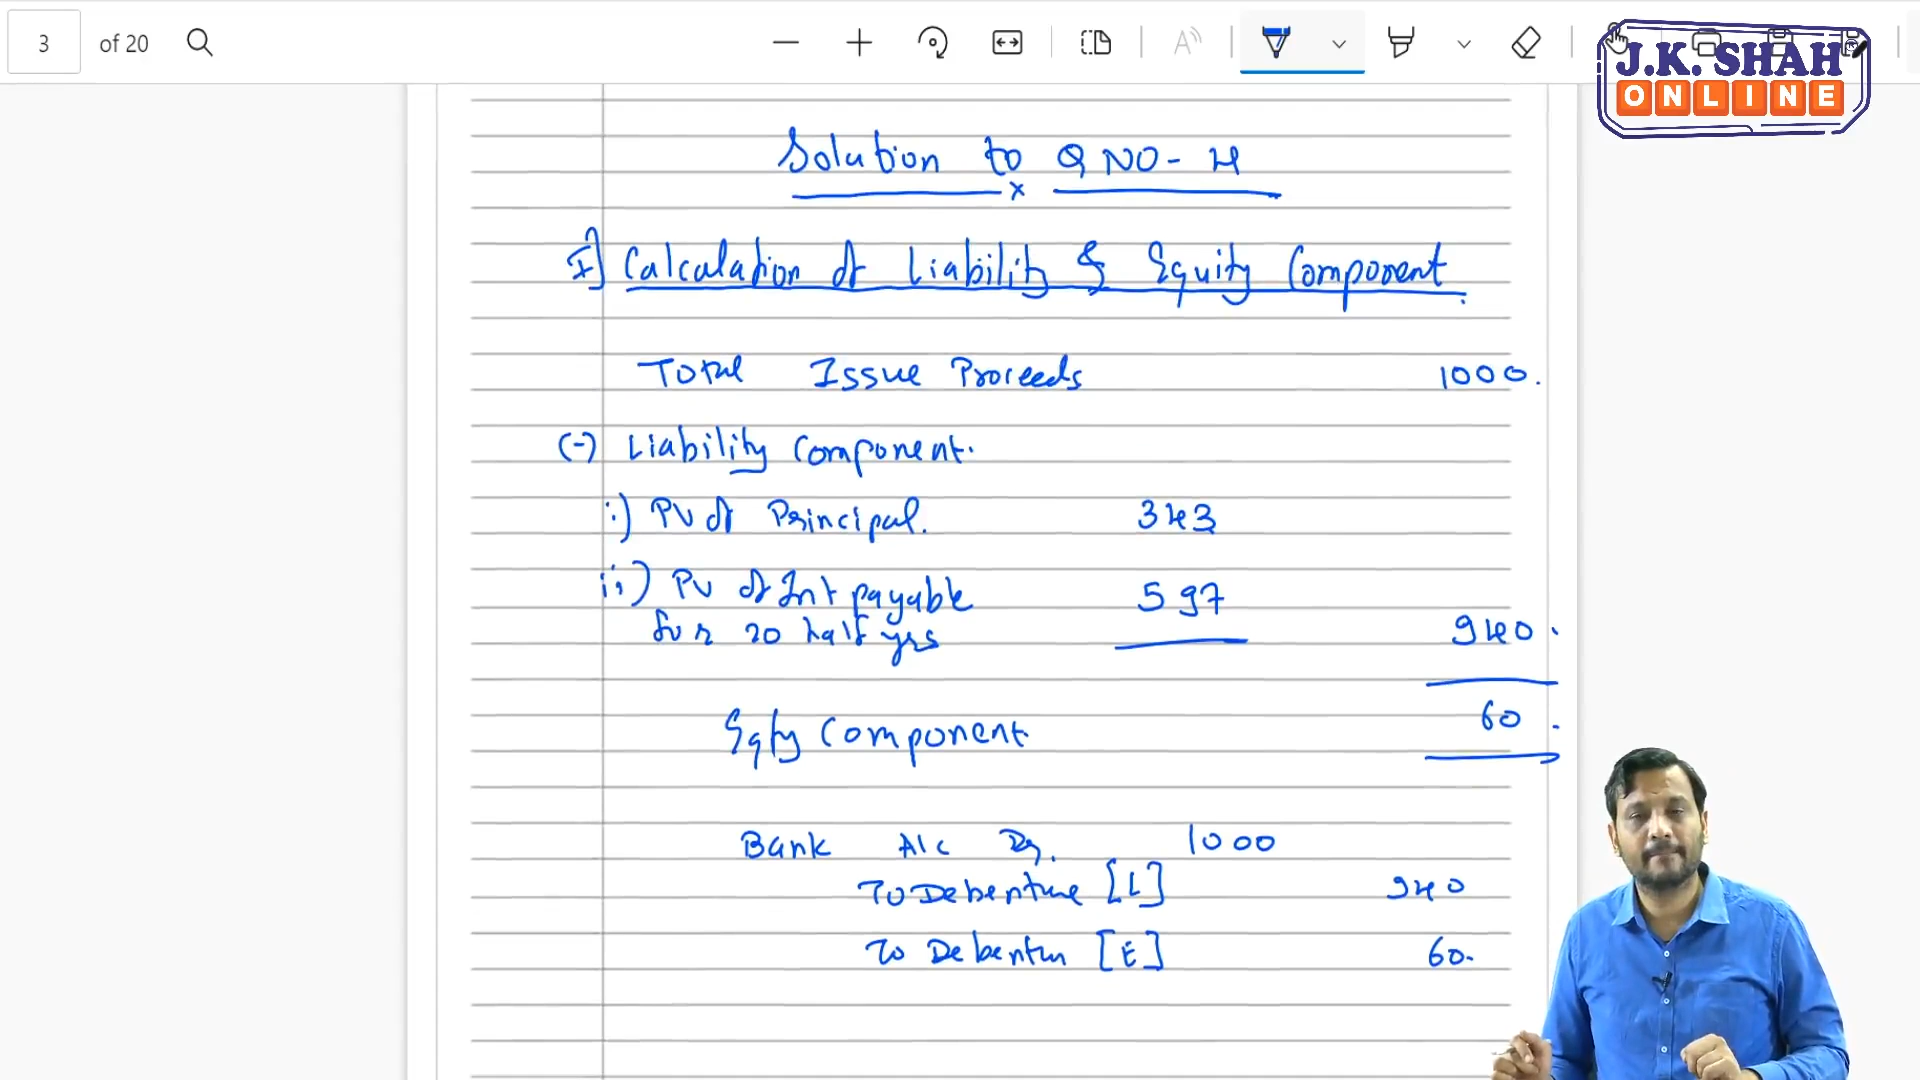 3 of 20
J.K. SHAH
ONLINE
Solution to Q NO - 4
I] Calculation of Liability & Equity Component.
Total Issue Proceeds 1000.
(-) Liability Component.
i) PV of Principal. 343
ii) PV of Int payable 597
for 20 half yrs 940.
Eqty Component 60.
Bank A/c Dr. 1000
To Debenture [L] 940
To Debentur [E] 60.